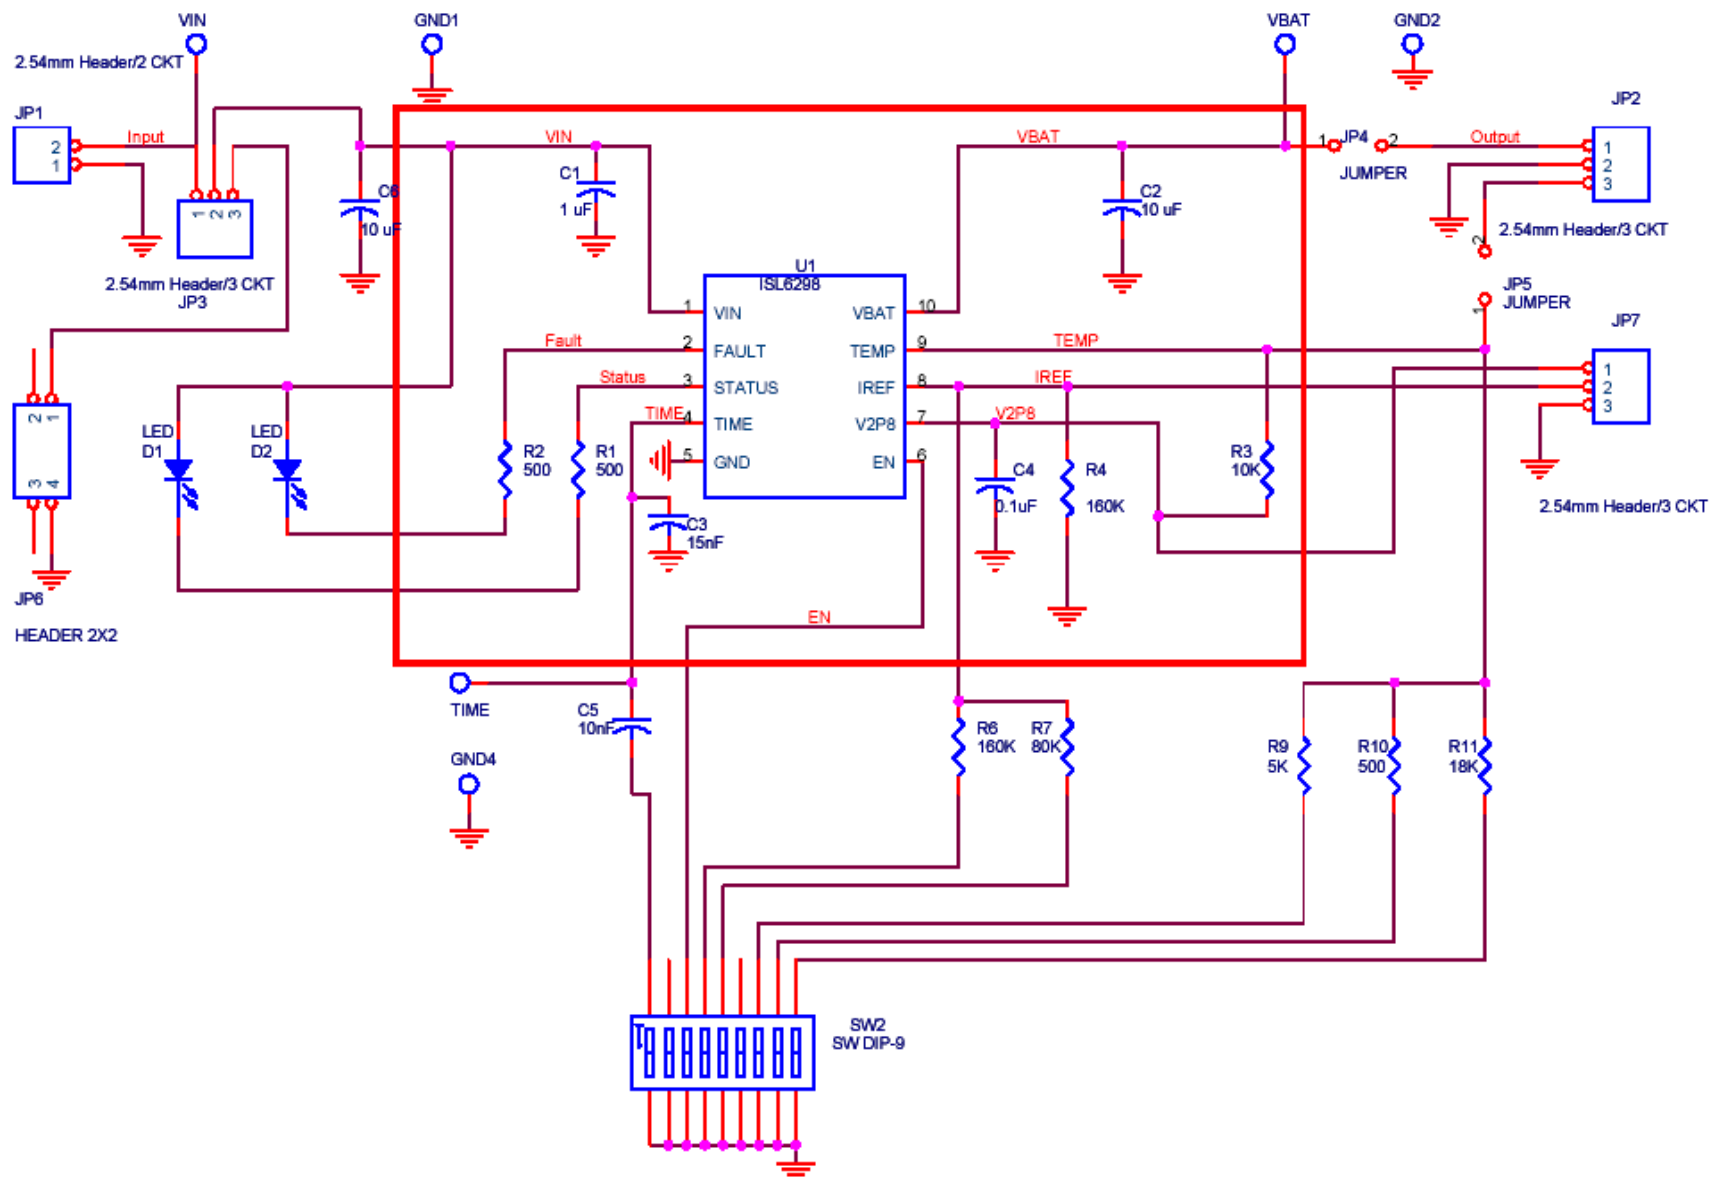 VIN
GND1
VBAT
GND2
2.54mm Header/2 CKT
JP1
2
1
Input
VIN
VBAT
1
JP4
2
JUMPER
Output
JP2
1
2
3
2.54mm Header/3 CKT
1
2
3
2.54mm Header/3 CKT
JP3
C6
10 uF
C1
1 uF
C2
10 uF
2
JP5
JUMPER
1
U1
ISL6298
1
VIN
2
FAULT
3
STATUS
4
TIME
5
GND
VBAT
10
TEMP
9
IREF
8
V2P8
7
EN
6
Fault
Status
TIME
TEMP
IREF
V2P8
JP7
1
2
3
2.54mm Header/3 CKT
2
1
3
4
JP6
HEADER 2X2
LED
D1
LED
D2
R2
500
R1
500
C3
15nF
C4
0.1uF
R4
160K
R3
10K
EN
TIME
C5
10nF
GND4
R6
160K
R7
80K
R9
5K
R10
500
R11
18K
SW2
SW DIP-9